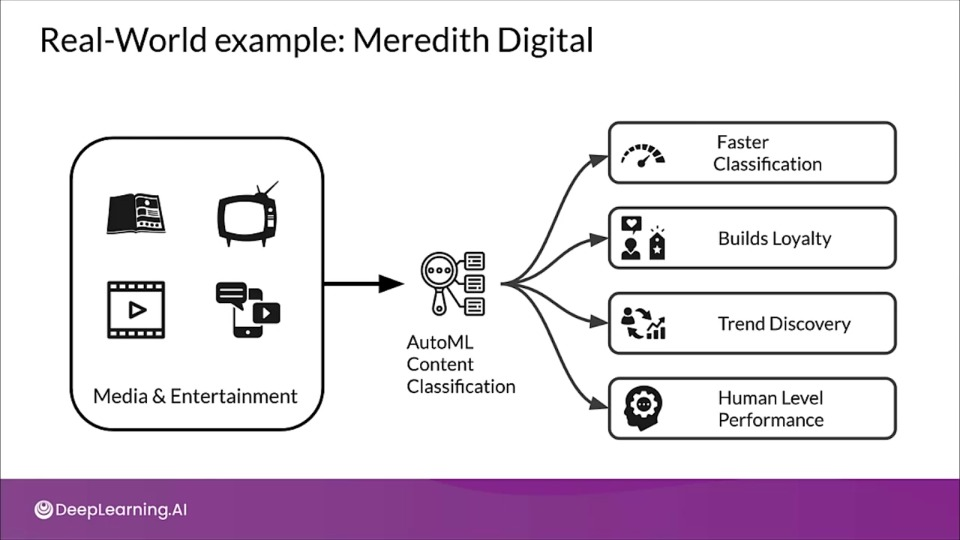 Real-World example: Meredith Digital
Media & Entertainment
AutoML
Content
Classification
Faster
Classification
Builds Loyalty
Trend Discovery
Human Level
Performance
DeepLearning.AI